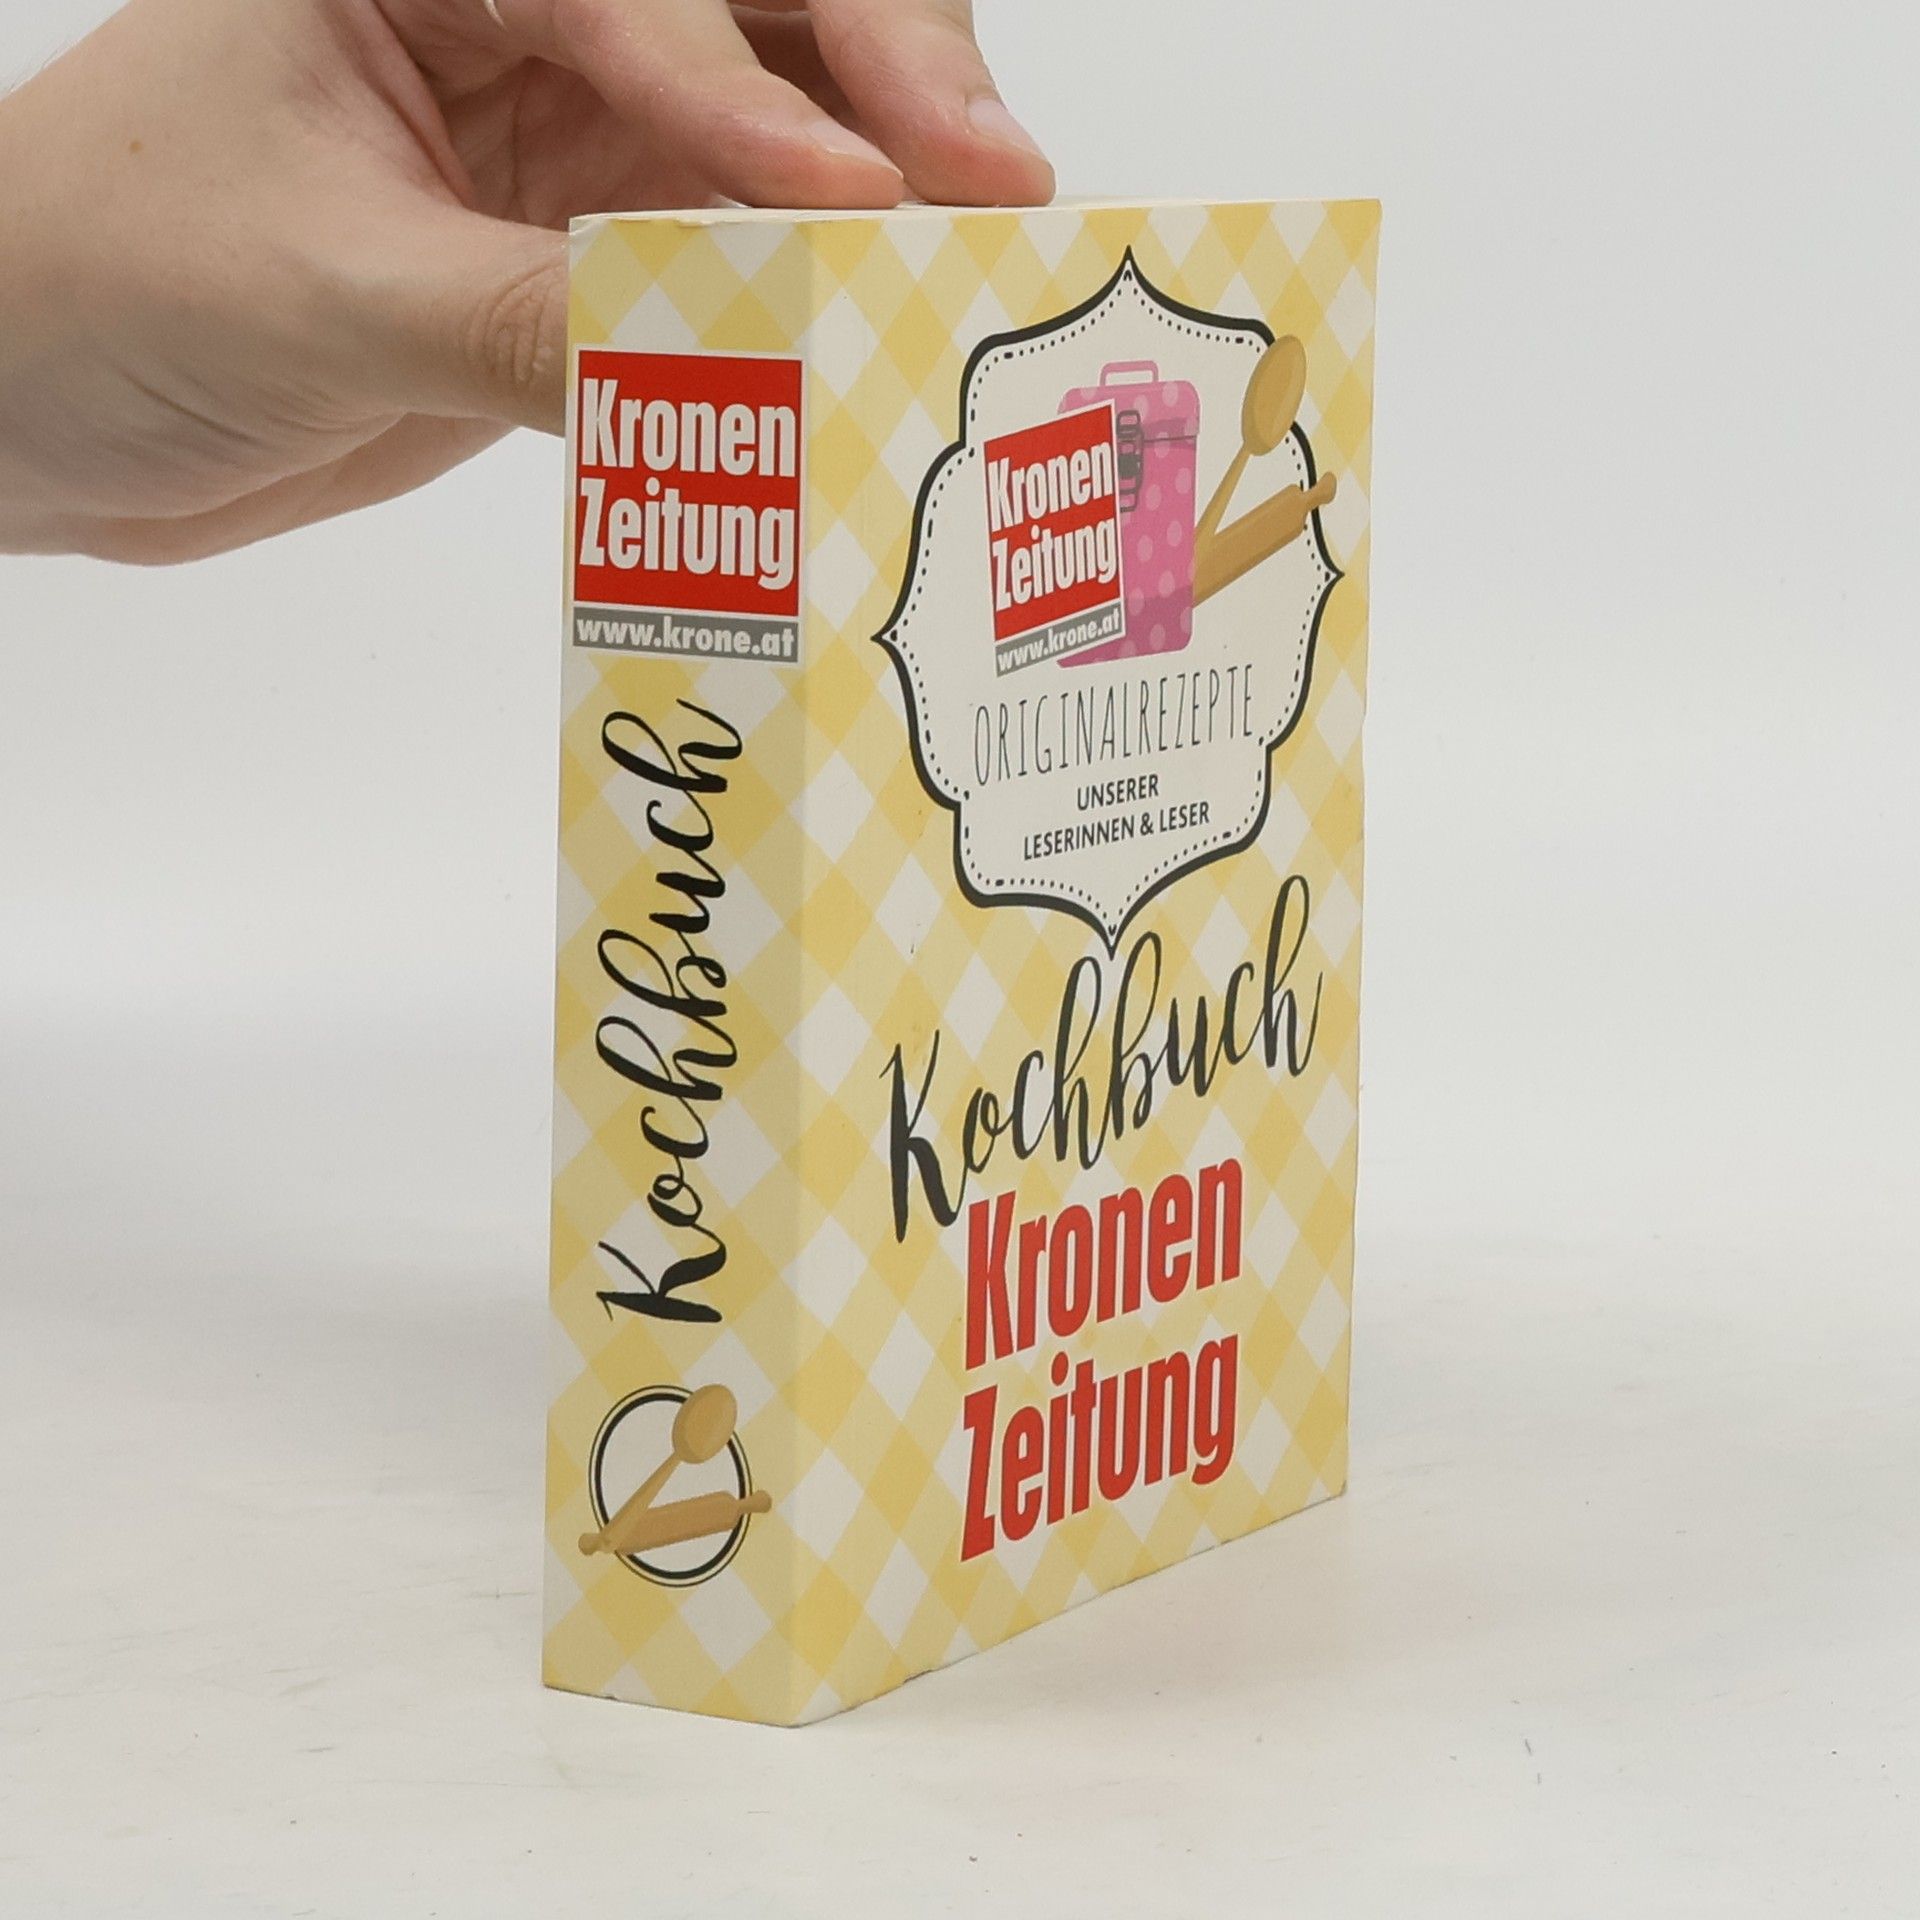 Kronen
Zeitung
www.krone.at
Kochbuch
Kronen
Zeitung
www.krone.at
ORIGINALREZEPTE
UNSERER
LESERINNEN & LESER
Kochbuch
Kronen
Zeitung